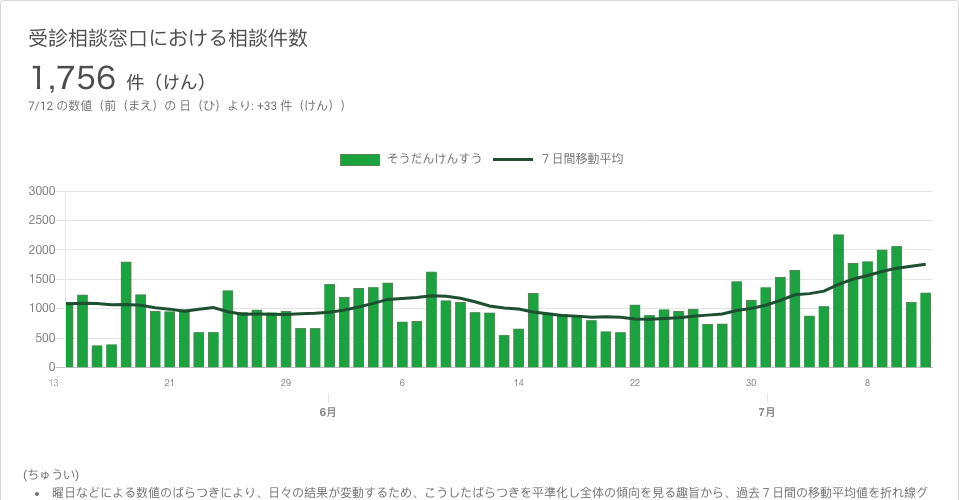 受診相談窓口における相談件数
1,756 件（けん）
7/12 の数値（前（まえ）の 日（ひ）より: +33 件（けん））
そうだんけんすう 7 日間移動平均
3000
2500
2000
1500
1000
500
0
13 21 29 6 14 22 30 8
6月 7月
(ちゅうい)
• 曜日などによる数値のばらつきにより、日々の結果が変動するため、こうしたばらつきを平準化し全体の傾向を見る趣旨から、過去 7 日間の移動平均値を折れ線グ